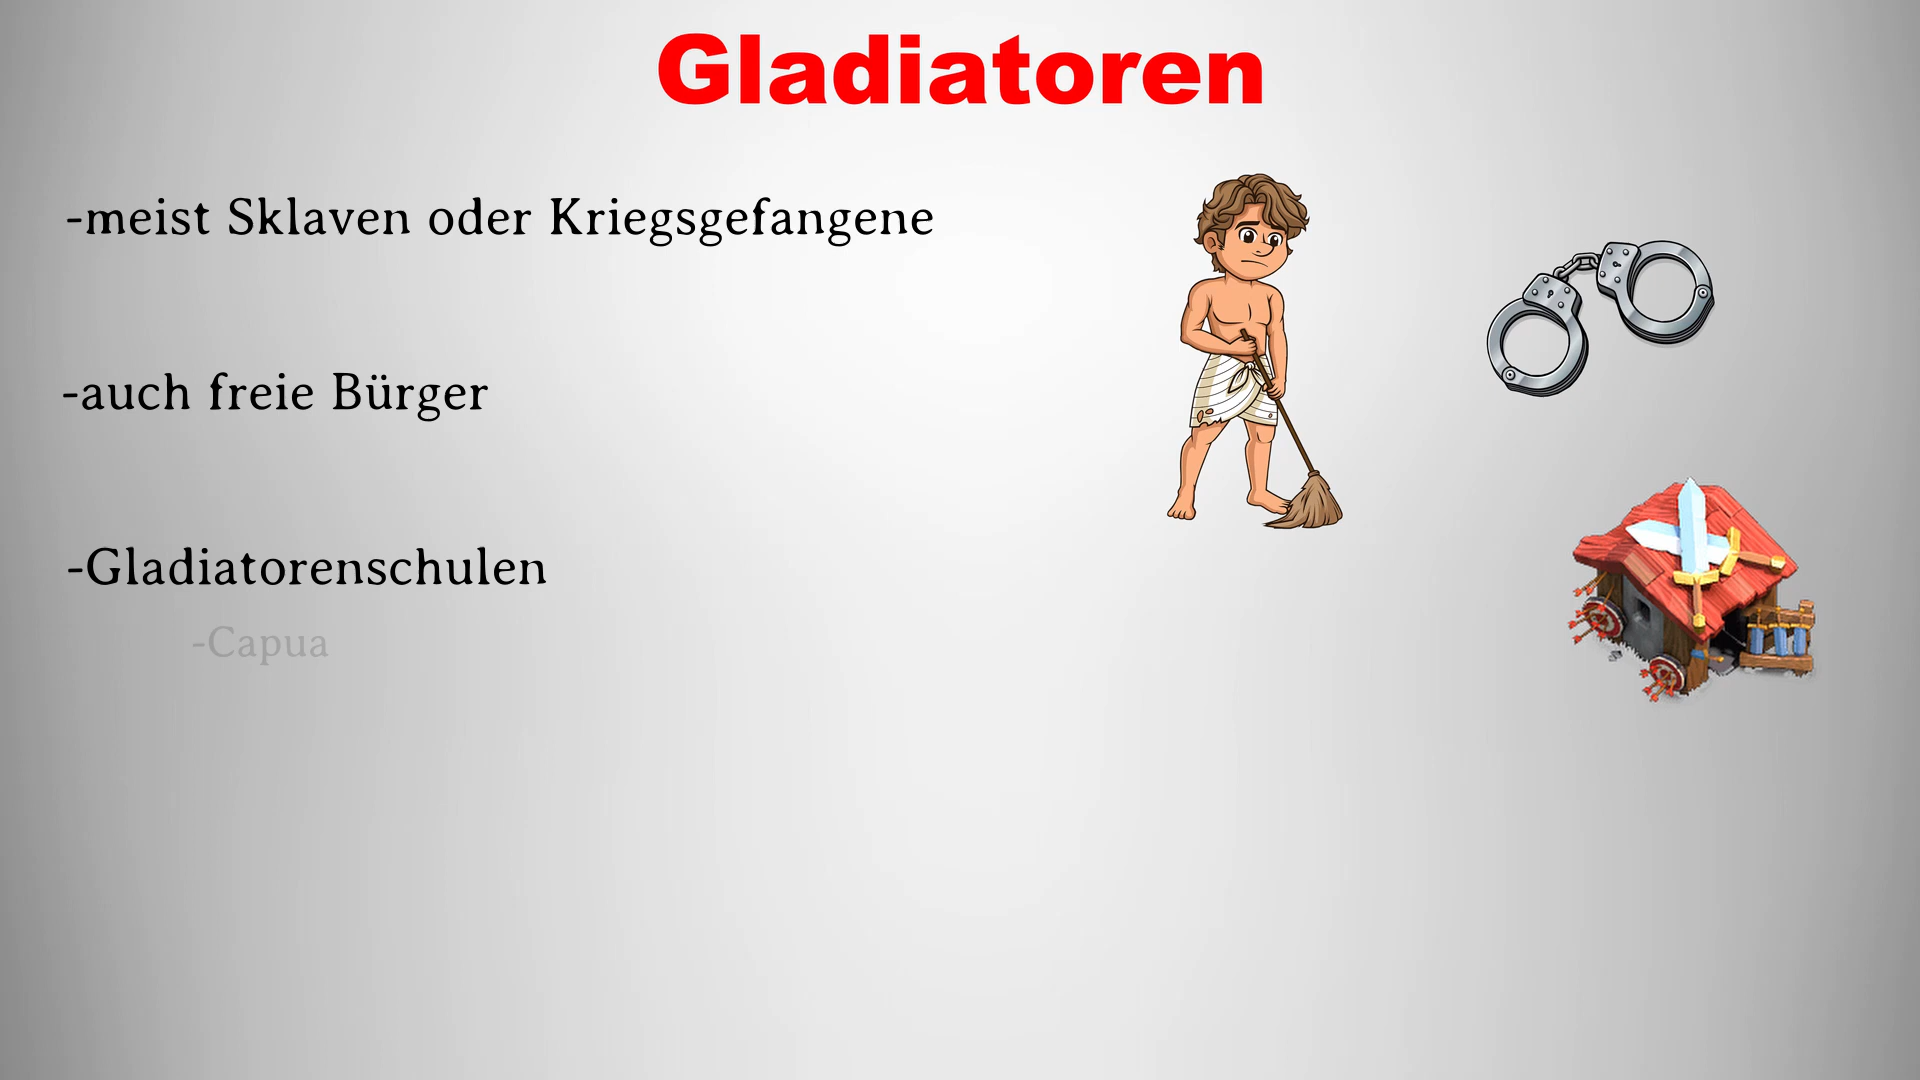 Gladiatoren
-meist Sklaven oder Kriegsgefangene
-auch freie Bürger
-Gladiatorenschulen
-Capua